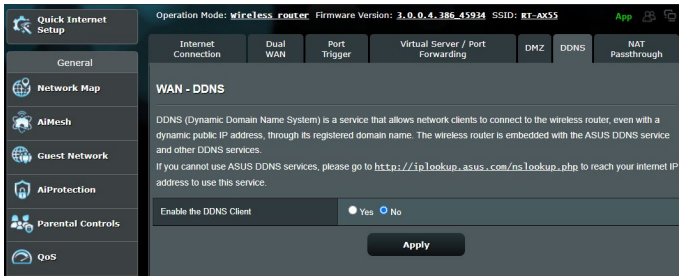 Quick Internet
Setup
General
Network Map
AiMesh
Guest Network
AiProtection
Parental Controls
QoS
Operation Mode: Wireless router Firmware Version: 3.0.0.4.386_45934 SSID: RT-AX55
App
Internet
Connection
Dual
WAN
Port
Trigger
Virtual Server / Port
Forwarding
DMZ
DDNS
NAT
Passthrough
WAN - DDNS
DDNS (Dynamic Domain Name System) is a service that allows network clients to connect to the wireless router, even with a
dynamic public IP address, through its registered domain name. The wireless router is embedded with the ASUS DDNS service
and other DDNS services.
If you cannot use ASUS DDNS services, please go to http://iplookup.asus.com/nslookup.php to reach your internet IP
address to use this service.
Enable the DDNS Client
Yes No
Apply